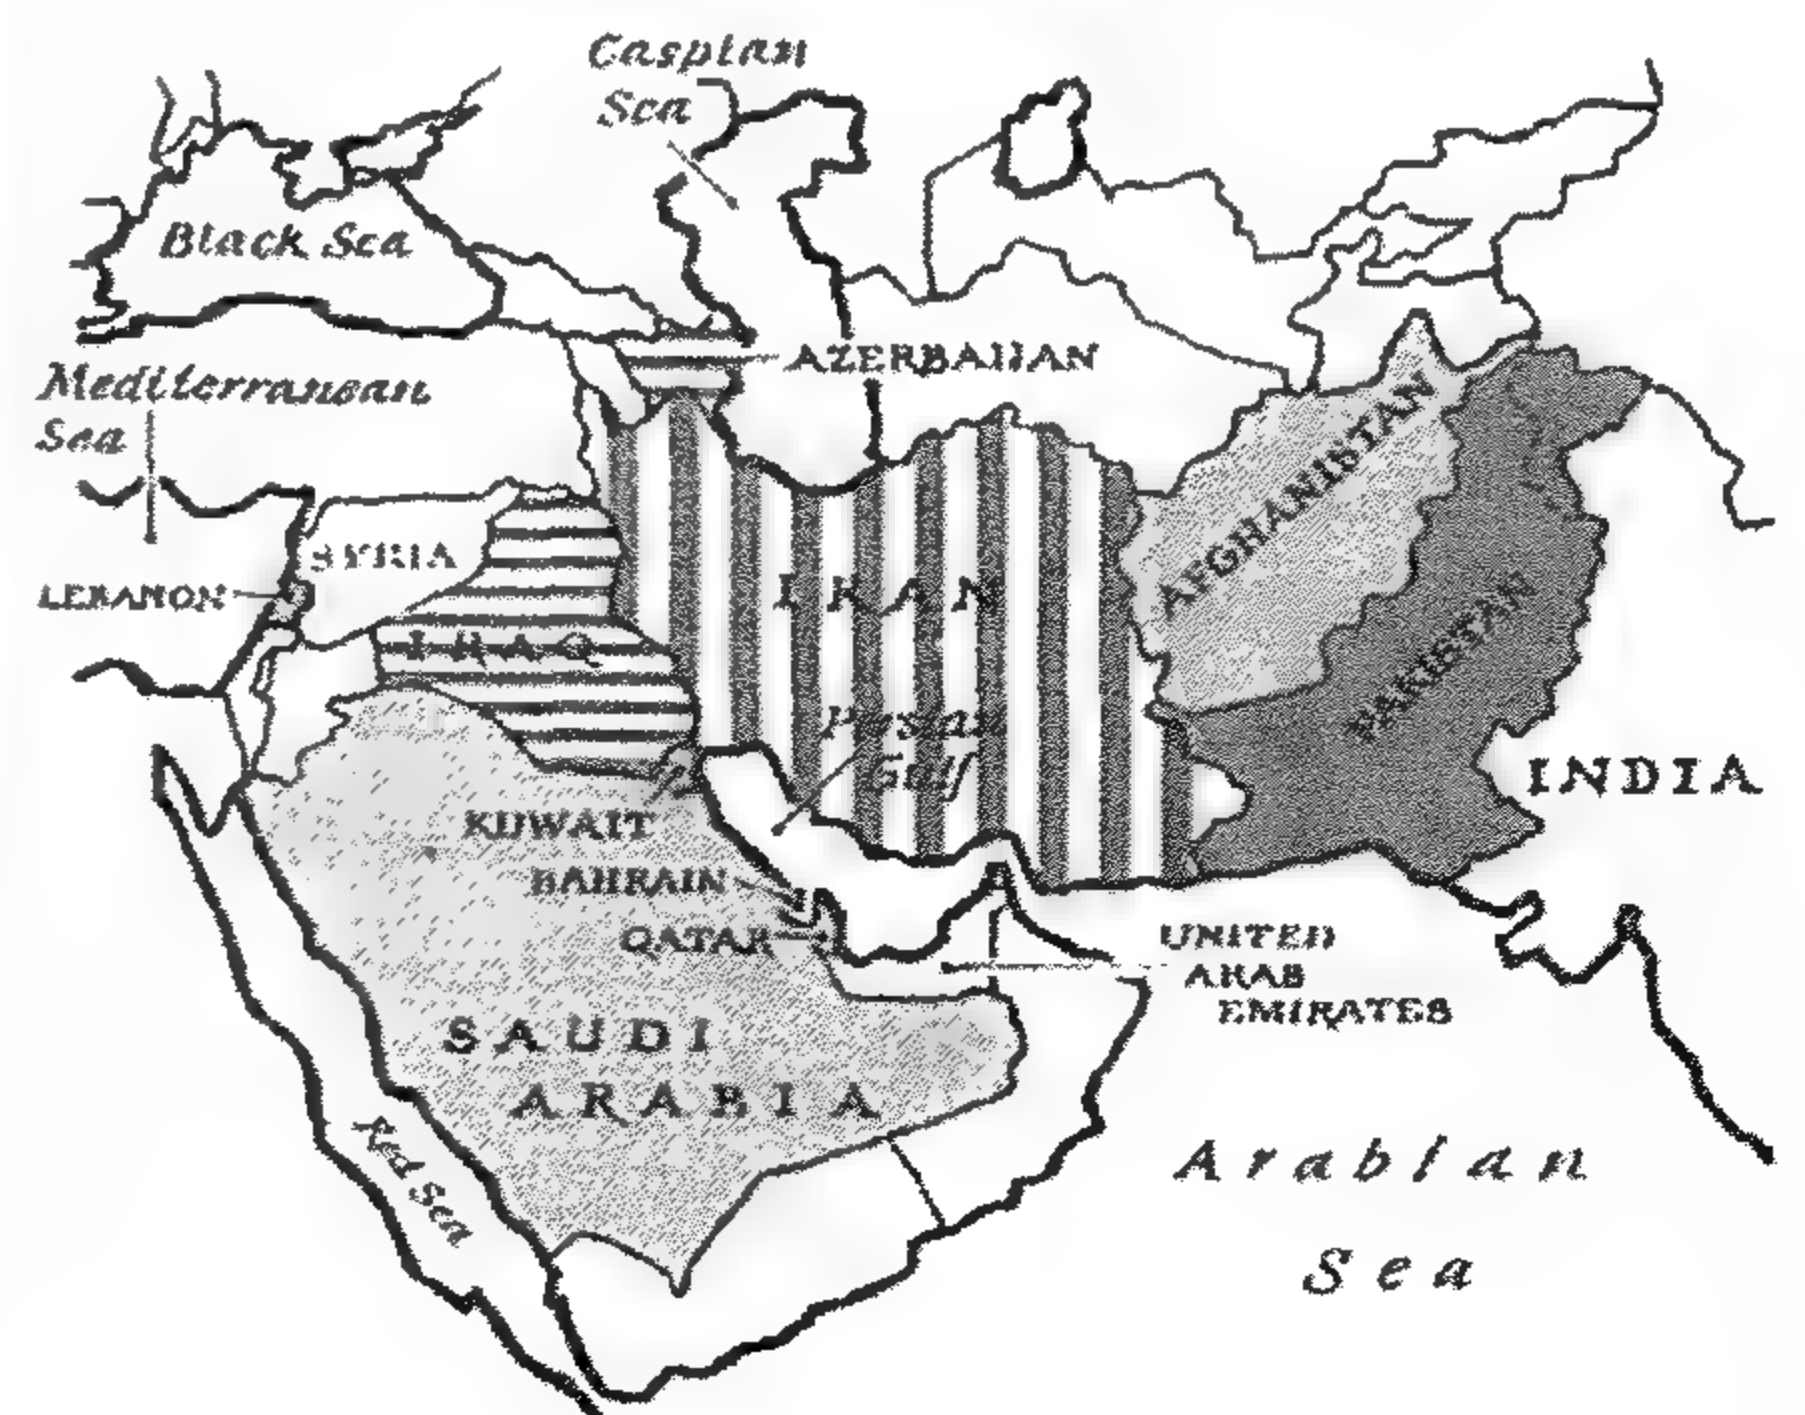 Caspian
Sea
Black Sea
AZERBAIJAN
Mediterranean
Sea
AFGHANISTAN
SYRIA
LEBANON
IRAN
IRAQ
PAKISTAN
Persian
Gulf
INDIA
KUWAIT
BAHRAIN
QATAR
UNITED
ARAB
EMIRATES
SAUDI
ARABIA
Red Sea
Arabian
Sea